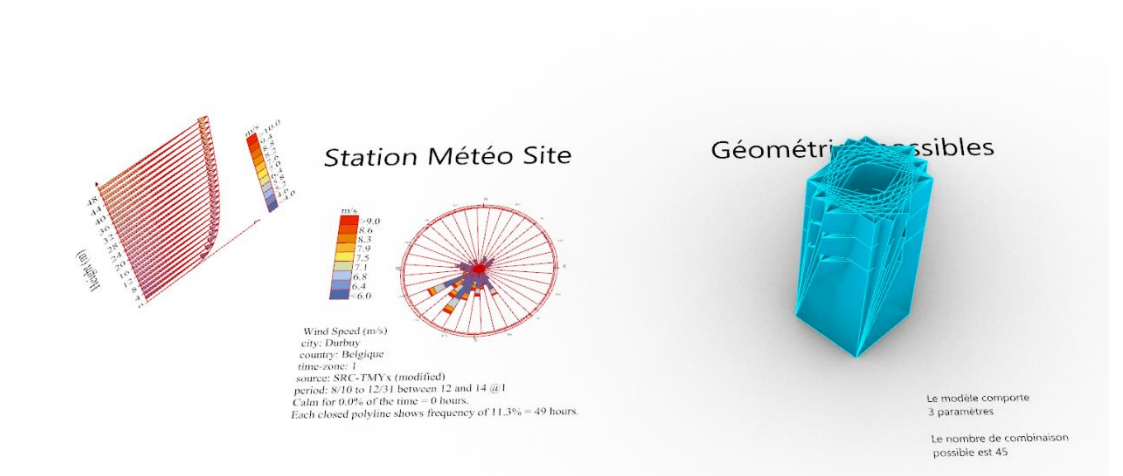 Station Météo Site
m/s
>9.0
8.6
8.3
7.9
7.5
7.1
6.8
6.4
<6.0
Wind Speed (m/s)
city: Durbuy
country: Belgique
time-zone: 1
source: SRC-TMYx (modified)
period: 8/10 to 12/31 between 12 and 14 @1
Calm for 0.0% of the time = 0 hours.
Each closed polyline shows frequency of 11.3% = 49 hours.
m/s
>10.0
48
44
40
36
32
28
24
20
16
12
8
4
0
Height (m)
Géométri ssibles
Le modèle comporte
3 paramètres
Le nombre de combinaison
possible est 45